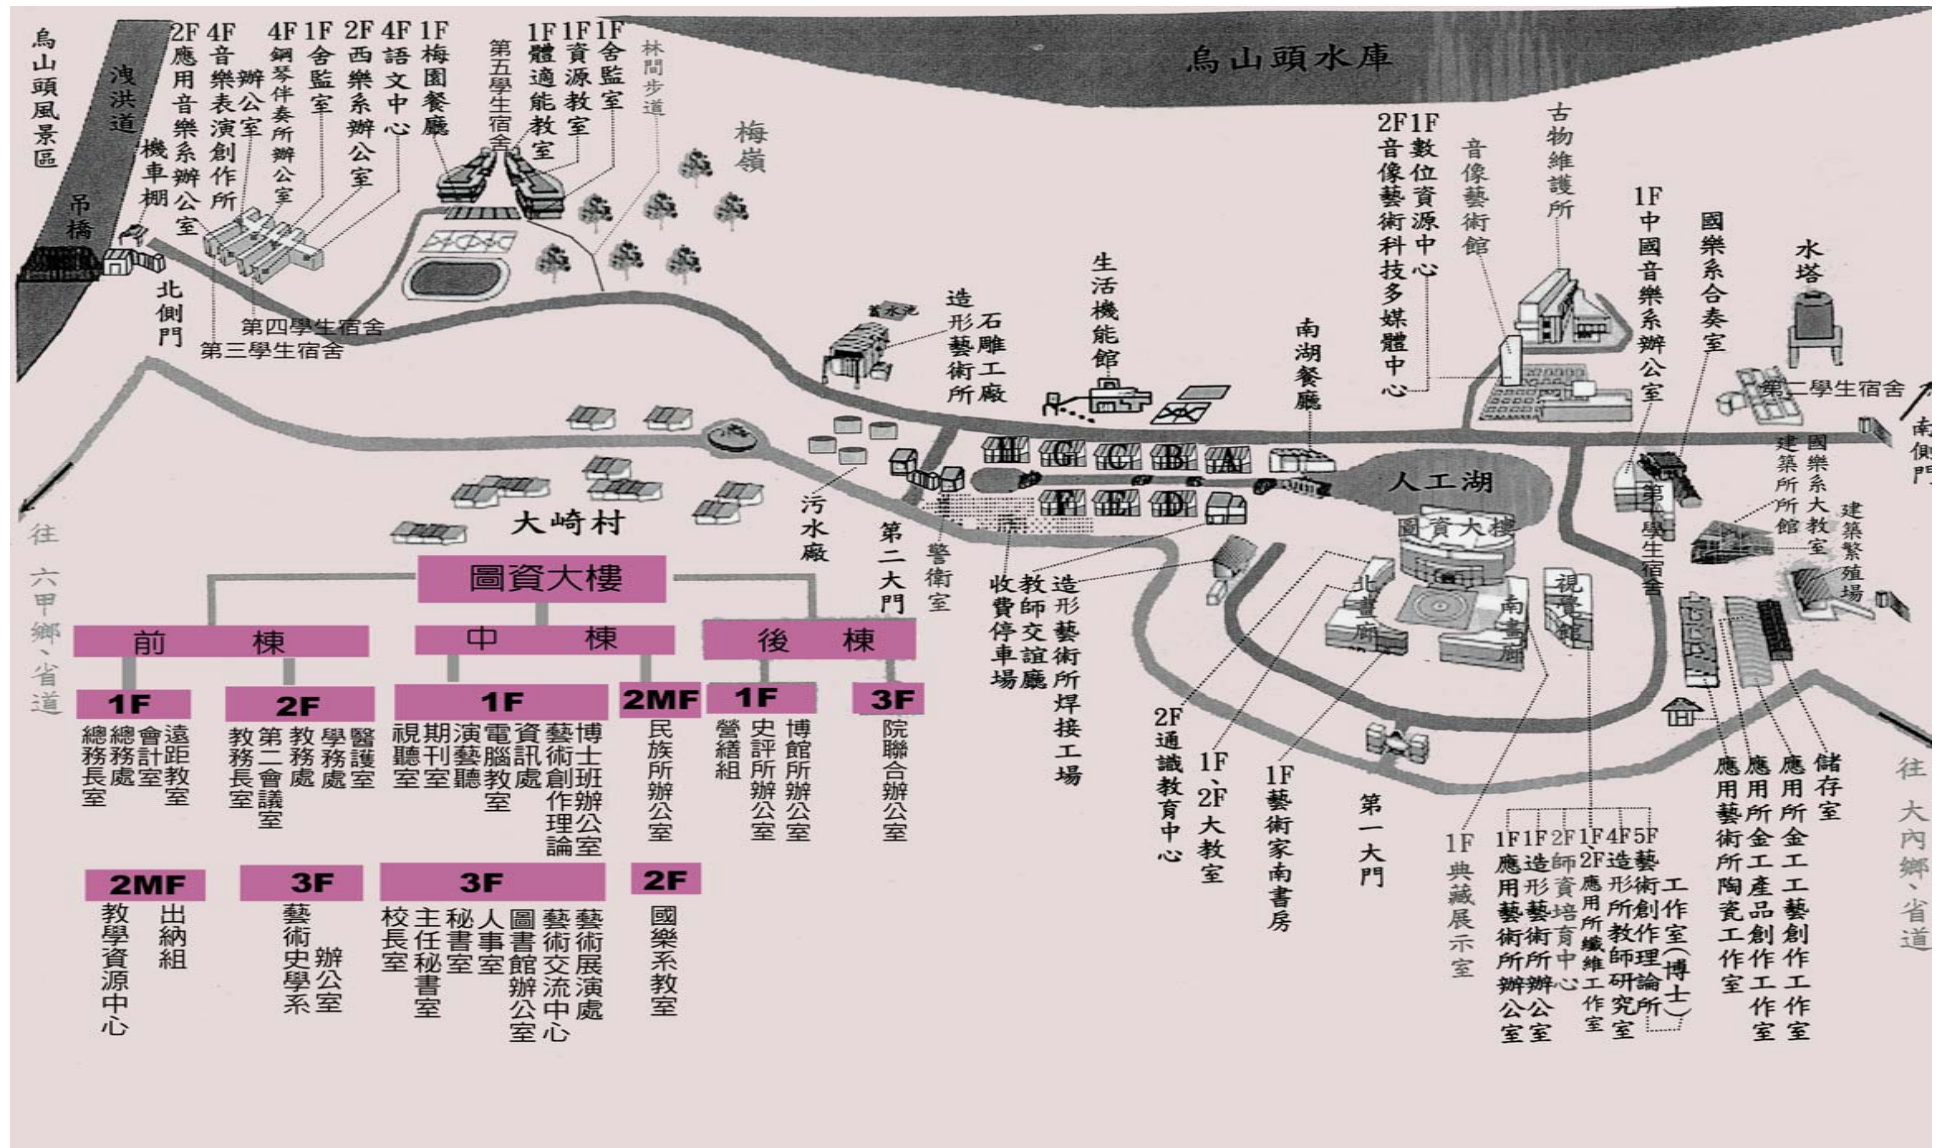 烏山頭風景區
洩洪道
吊橋
機車棚
2F應用音樂系辦公室
4F音樂表演創作所
辦公室
4F鋼琴伴奏所辦公室
1F舍監室
2F西樂系辦公室
4F語文中心
1F梅園餐廳
第五學生宿舍
1F體適能教室
1F資源教室
1F舍監室
林間步道
梅嶺
烏山頭水庫
北側門
第四學生宿舍
第三學生宿舍
蓄水池
造形藝術所
石雕工廠
生活機能館
南湖餐廳
2F音像藝術科技多媒體中心
1F數位資源中心
音像藝術館
古物維護所
1F中國音樂系辦公室
國樂系合奏室
水塔
第二學生宿舍
南側門
H G C B A
F E D
人工湖
圖資大樓
北畫廊
南畫廊
視覺館
第一學生宿舍
建築所所館
國樂系大教室
建築繁殖場
往 六甲鄉、省道
大崎村
污水廠
第二大門
警衛室
收費停車場
教師交誼廳
造形藝術所焊接工場
2F通識教育中心
1F、2F大教室
1F藝術家南書房
第一大門
1F典藏展示室
1F應用藝術所辦公室
1F造形藝術所辦公室
2F師資培育中心
1F、2F應用所纖維工作室
4F造形所教師研究室
5F藝術創作理論所
工作室(博士)
應用藝術所陶瓷工作室
應用所金工產品創作工作室
應用所金工工藝創作工作室
儲存室
往 大內鄉、省道
圖資大樓
前棟
中棟
後棟
1F
總務長室
總務處
會計室
遠距教室
2F
教務長室
第二會議室
教務處
學務處
醫護室
1F
視聽室
期刊室
演藝廳
電腦教室
資訊處
藝術創作理論
博士班辦公室
2MF
民族所辦公室
1F
營繕組
史評所辦公室
博館所辦公室
3F
院聯合辦公室
2MF
教學資源中心
出納組
3F
藝術史學系
辦公室
3F
校長室
主任秘書室
秘書室
人事室
圖書館辦公室
藝術交流中心
藝術展演處
2F
國樂系教室